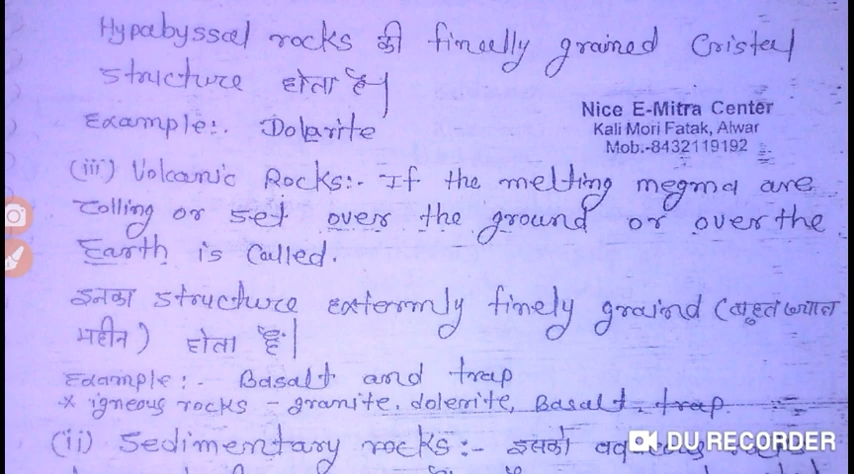 Hypabyssal rocks की fineelly grained Cristal
structure होता है|
Example:. Dolerite
Nice E-Mitra Center
Kali Mori Fatak, Alwar
Mob.-8432119192
(iii) Volcanic Rocks:- If the melting megma are
Colling or set over the ground or over the
Earth is Called.
इनका structure extermly finely graind (बहुत ज्यादा
महीन) होता है|
Example:- Basalt and trap
* igneous rocks - granite, dolerite, Basalt, trap
(ii) Sedimentary rocks:- इसको
DU RECORDER